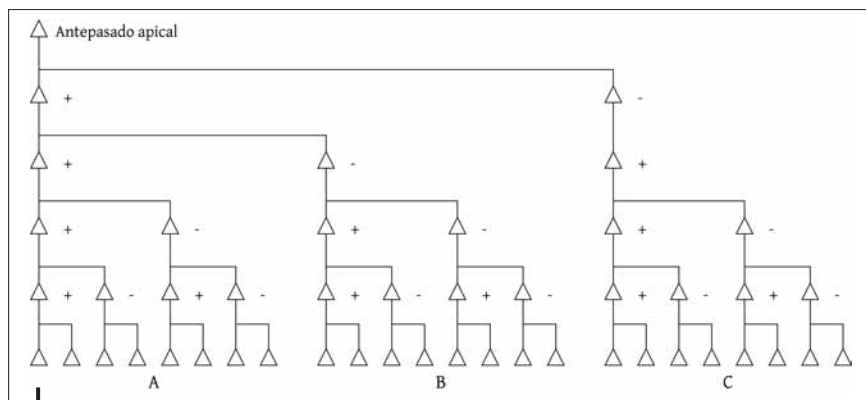 Antepasado apical
+ -
+ - +
+ - + - + -
+ - + - + - + - + - + -
A B C